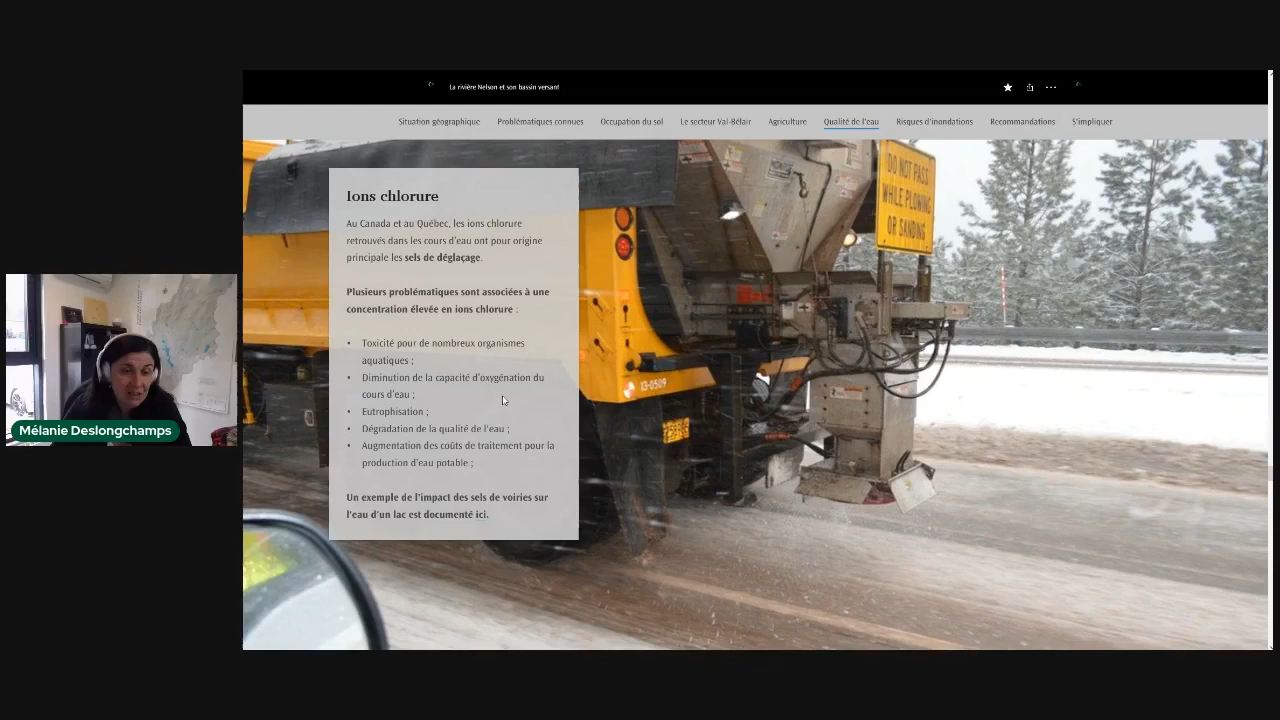 La rivière Nelson et son bassin versant
Situation géographique Problématiques connues Occupation du sol Le secteur Val-Bélair Agriculture Qualité de l'eau Risques d'inondations Recommandations S'impliquer
Ions chlorure
Au Canada et au Québec, les ions chlorure
retrouvés dans les cours d'eau ont pour origine
principale les sels de déglaçage.
Plusieurs problématiques sont associées à une
concentration élevée en ions chlorure :
• Toxicité pour de nombreux organismes
aquatiques ;
• Diminution de la capacité d'oxygénation du
cours d'eau ;
• Eutrophisation ;
• Dégradation de la qualité de l'eau ;
• Augmentation des coûts de traitement pour la
production d'eau potable ;
Un exemple de l'impact des sels de voiries sur
l'eau d'un lac est documenté ici.
DO NOT PASS
WHILE PLOWING
OR SANDING
13-0509
Mélanie Deslongchamps